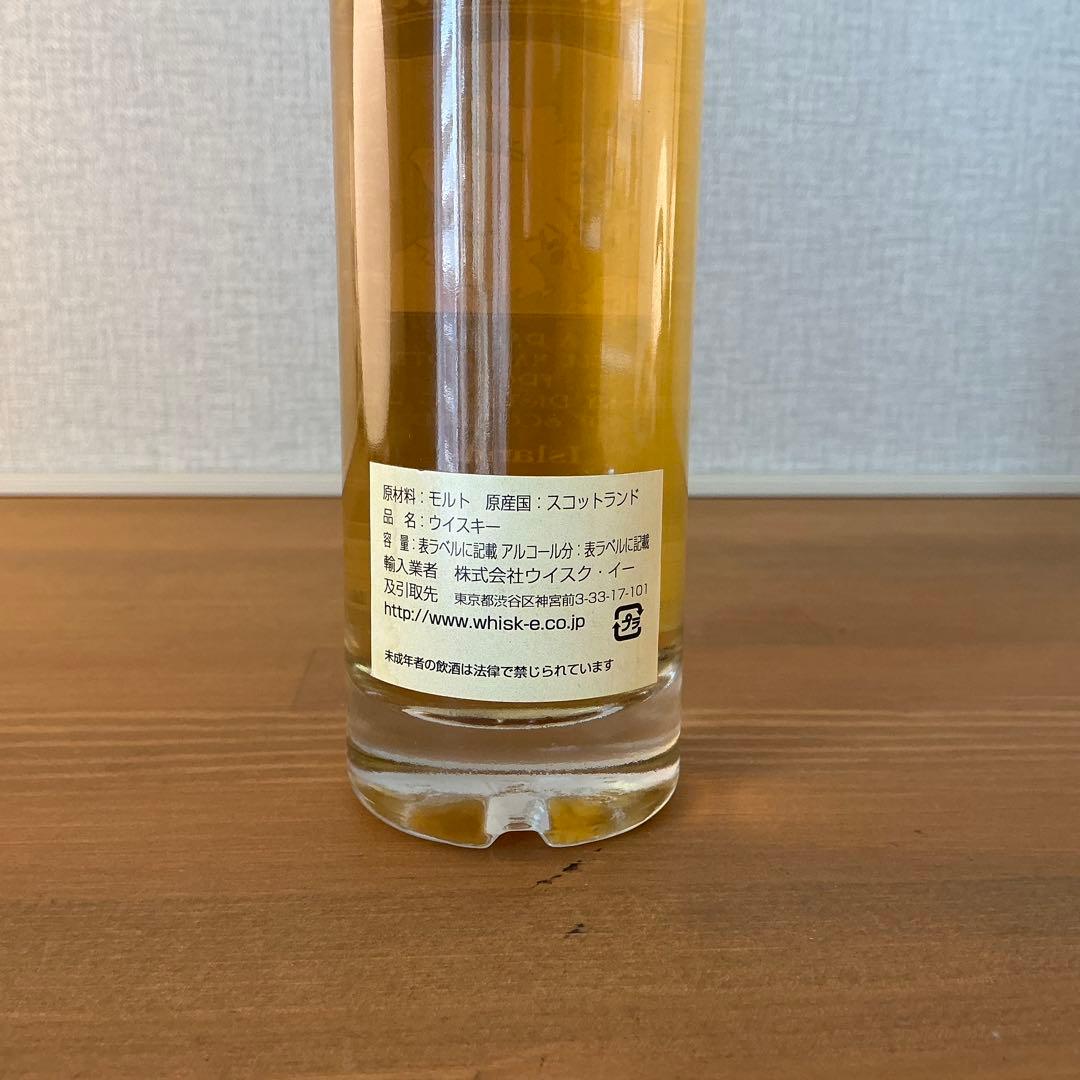 原材料：モルト　原産国：スコットランド
品　名：ウイスキー
容　量：表ラベルに記載 アルコール分：表ラベルに記載
輸入業者　株式会社ウイスク・イー
及引取先　東京都渋谷区神宮前3-33-17-101
http://www.whisk-e.co.jp
プラ
未成年者の飲酒は法律で禁じられています